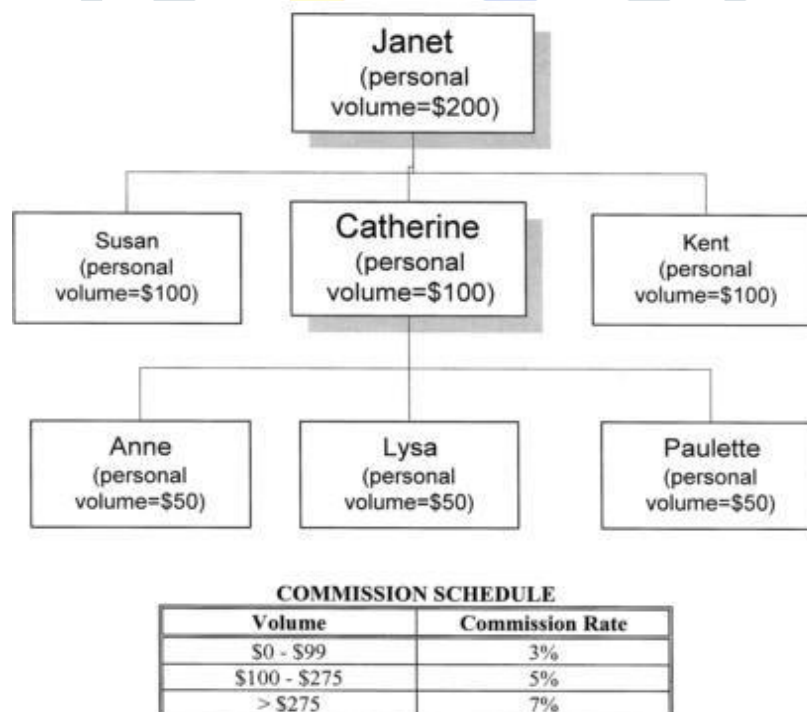 Janet
(personal
volume=$200)
Susan
(personal
volume=$100)
Catherine
(personal
volume=$100)
Kent
(personal
volume=$100)
Anne
(personal
volume=$50)
Lysa
(personal
volume=$50)
Paulette
(personal
volume=$50)
COMMISSION SCHEDULE
Volume Commission Rate
$0 - $99 3%
$100 - $275 5%
> $275 7%